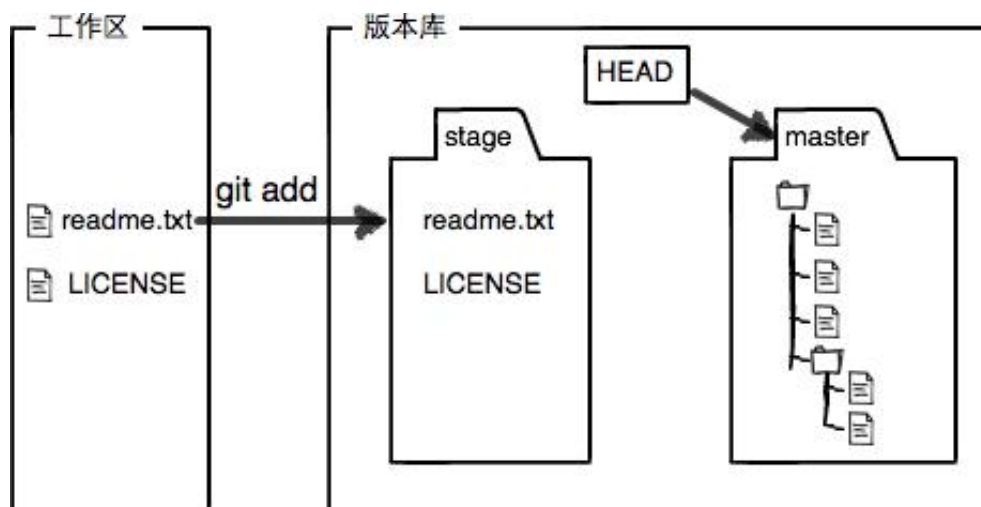 工作区
版本库
HEAD
stage
master
git add
readme.txt
readme.txt
LICENSE
LICENSE